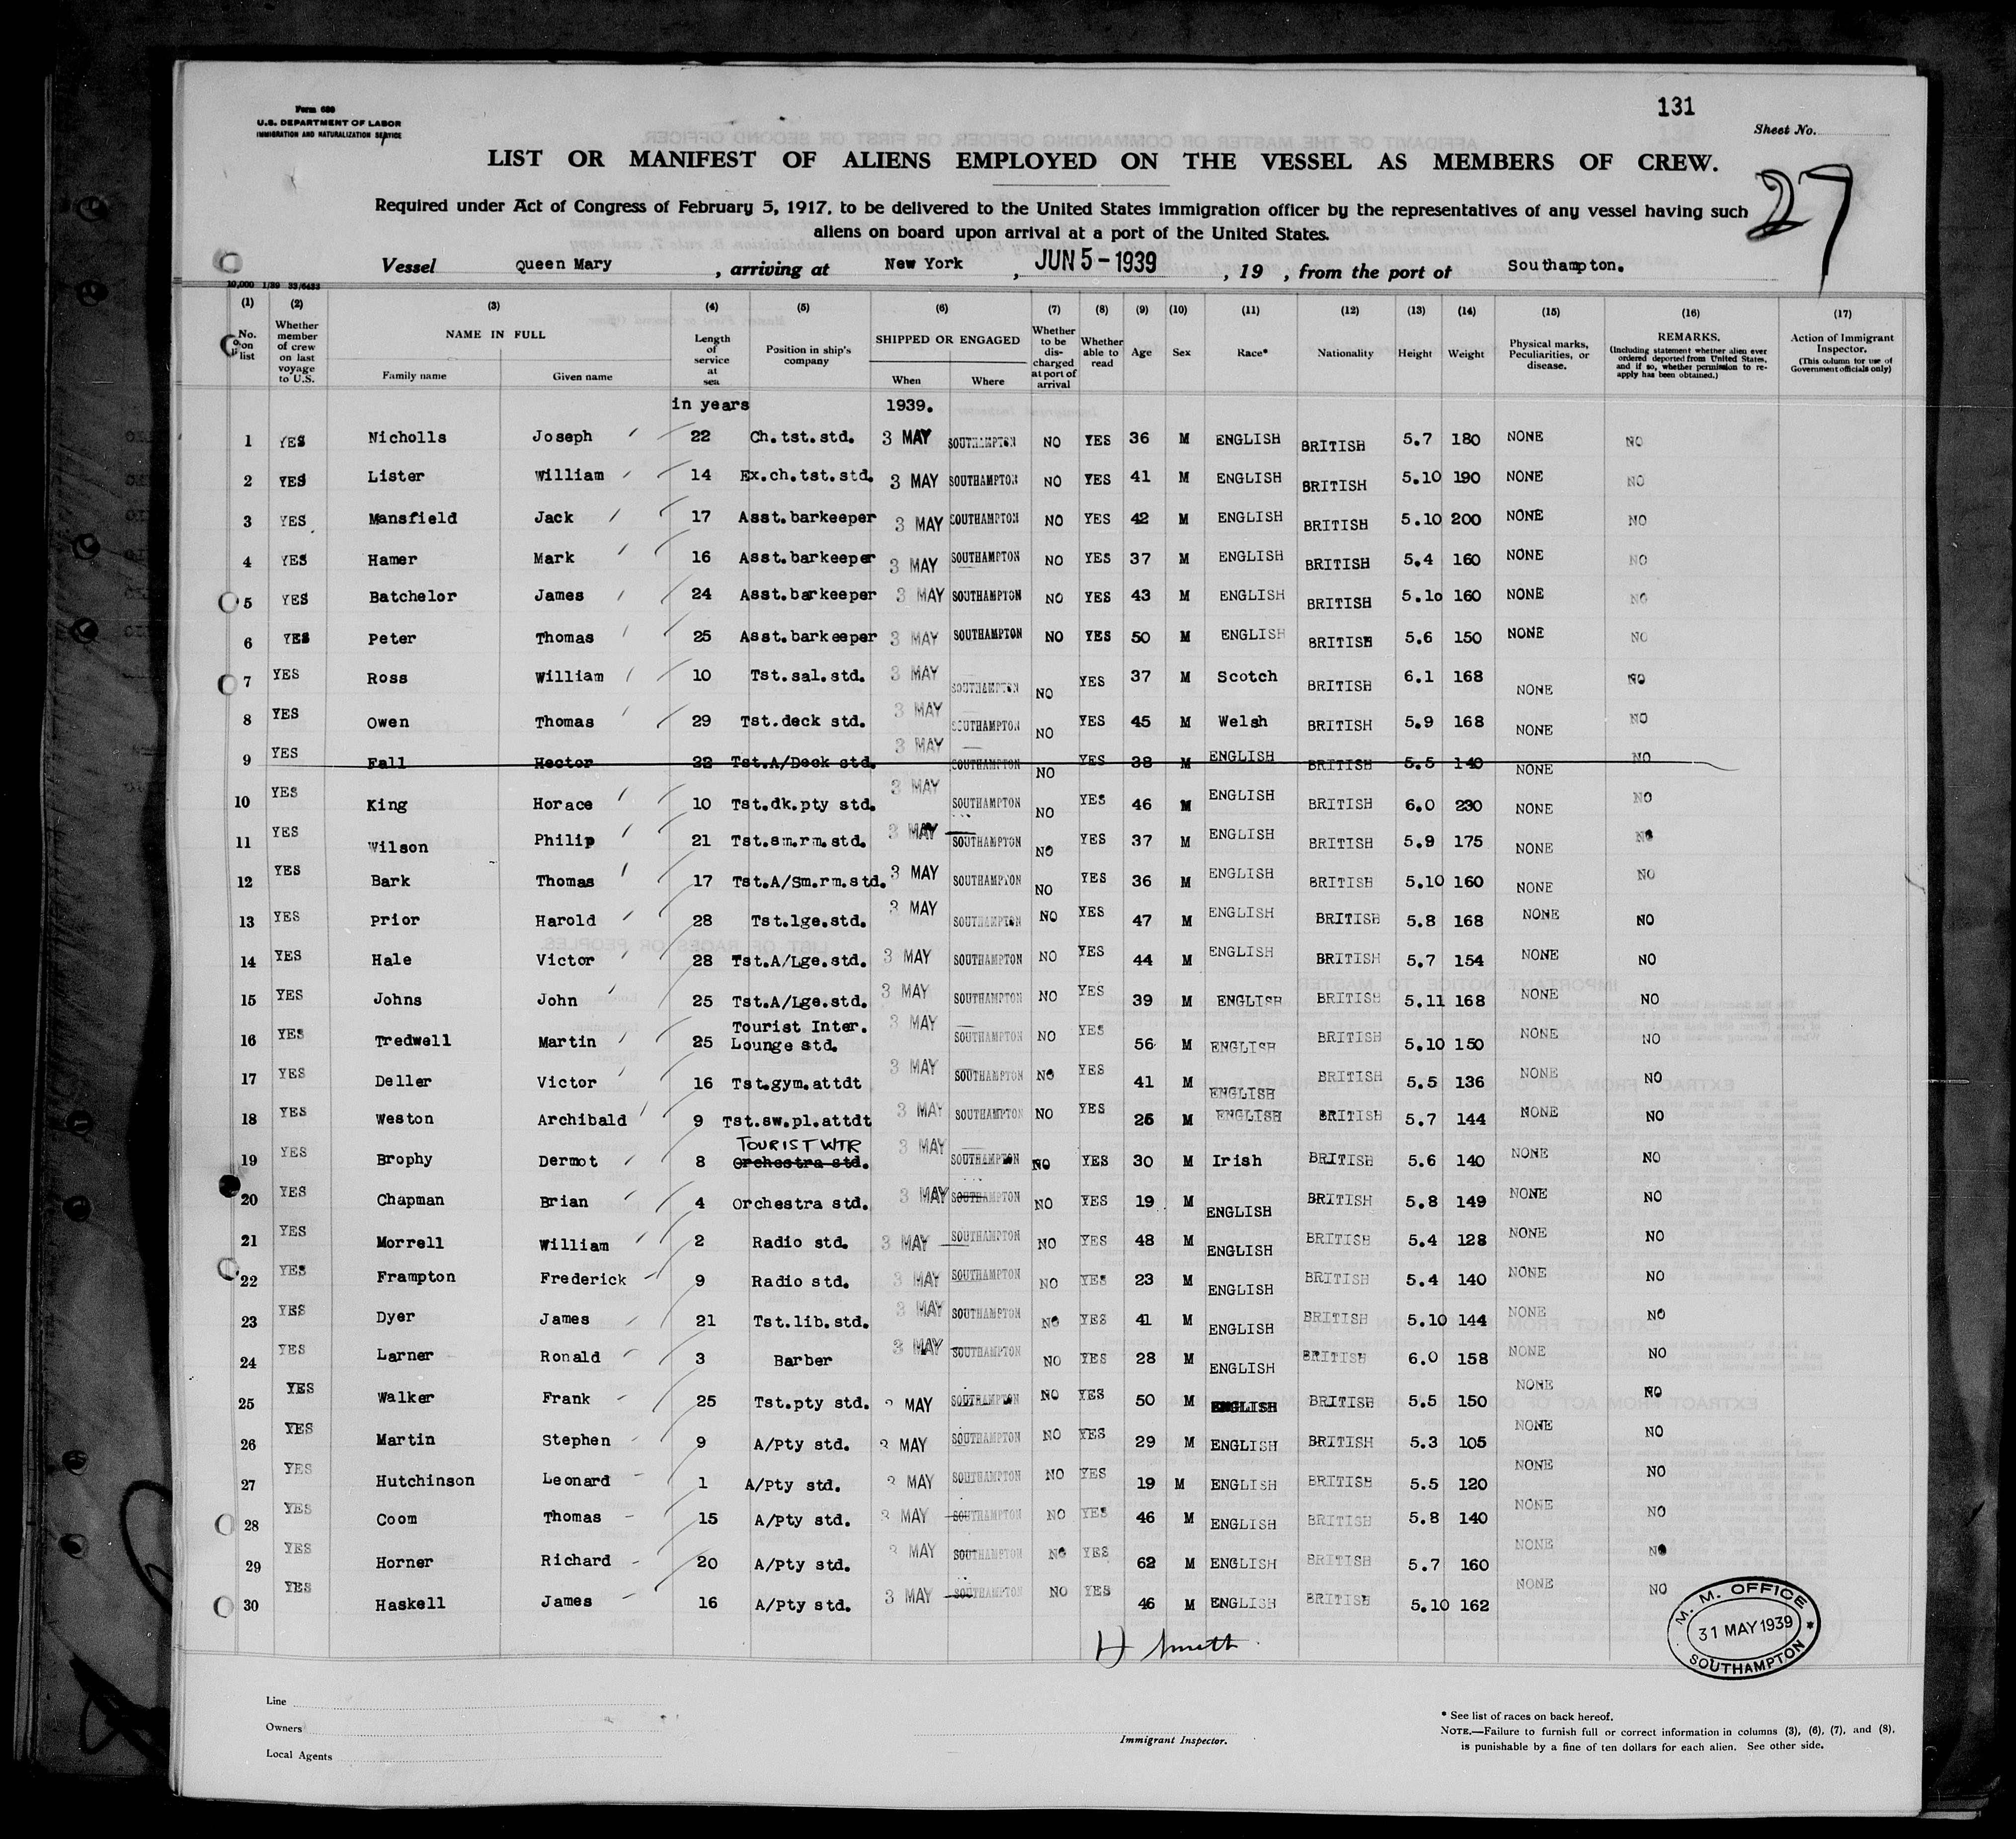 131
Form 680
U.S. DEPARTMENT OF LABOR
IMMIGRATION AND NATURALIZATION SERVICE
Sheet No.
LIST OR MANIFEST OF ALIENS EMPLOYED ON THE VESSEL AS MEMBERS OF CREW.
27
Required under Act of Congress of February 5, 1917, to be delivered to the United States immigration officer by the representatives of any vessel having such
aliens on board upon arrival at a port of the United States.
Vessel Queen Mary , arriving at New York , JUN 5 - 1939 , 19 , from the port of Southampton.
10,000 1/39 33/6433
(1) (2) (3) (4) (5) (6) (7) (8) (9) (10) (11) (12) (13) (14) (15) (16) (17)
No. on list Whether member of crew on last voyage to U.S. NAME IN FULL Family name Given name Length of service at sea Position in ship's company SHIPPED OR ENGAGED When Where Whether to be discharged at port of arrival Whether able to read Age Sex Race* Nationality Height Weight Physical marks, Peculiarities, or disease. REMARKS. (Including statement whether alien ever ordered deported from United States, and if so, whether permission to re-apply has been obtained.) Action of Immigrant Inspector. (This column for use of Government officials only)
in years 1939.
1 YES Nicholls Joseph 22 Ch.tst.std. 3 MAY SOUTHAMPTON NO YES 36 M ENGLISH BRITISH 5.7 180 NONE NO
2 YES Lister William 14 Ex.ch.tst.std. 3 MAY SOUTHAMPTON NO YES 41 M ENGLISH BRITISH 5.10 190 NONE NO
3 YES Mansfield Jack 17 Asst.barkeeper 3 MAY SOUTHAMPTON NO YES 42 M ENGLISH BRITISH 5.10 200 NONE NO
4 YES Hamer Mark 16 Asst.barkeeper 3 MAY SOUTHAMPTON NO YES 37 M ENGLISH BRITISH 5.4 160 NONE NO
5 YES Batchelor James 24 Asst.barkeeper 3 MAY SOUTHAMPTON NO YES 43 M ENGLISH BRITISH 5.10 160 NONE NO
6 YES Peter Thomas 25 Asst.barkeeper 3 MAY SOUTHAMPTON NO YES 50 M ENGLISH BRITISH 5.6 150 NONE NO
7 YES Ross William 10 Tst.sal.std. 3 MAY SOUTHAMPTON NO YES 37 M Scotch BRITISH 6.1 168 NONE NO
8 YES Owen Thomas 29 Tst.deck std. 3 MAY SOUTHAMPTON NO YES 45 M Welsh BRITISH 5.9 168 NONE NO
9 YES Fall Hector 22 Tst.A/Deck std. 3 MAY SOUTHAMPTON NO YES 38 M ENGLISH BRITISH 5.5 140 NONE NO
10 YES King Horace 10 Tst.dk.pty std. 3 MAY SOUTHAMPTON NO YES 46 M ENGLISH BRITISH 6.0 230 NONE NO
11 YES Wilson Philip 21 Tst.sm.rm.std. 3 MAY SOUTHAMPTON NO YES 37 M ENGLISH BRITISH 5.9 175 NONE NO
12 YES Bark Thomas 17 Tst.A/Sm.rm.std. 3 MAY SOUTHAMPTON NO YES 36 M ENGLISH BRITISH 5.10 160 NONE NO
13 YES Prior Harold 28 Tst.lge.std. 3 MAY SOUTHAMPTON NO YES 47 M ENGLISH BRITISH 5.8 168 NONE NO
14 YES Hale Victor 28 Tst.A/Lge.std. 3 MAY SOUTHAMPTON NO YES 44 M ENGLISH BRITISH 5.7 154 NONE NO
15 YES Johns John 25 Tst.A/Lge.std. 3 MAY SOUTHAMPTON NO YES 39 M ENGLISH BRITISH 5.11 168 NONE NO
16 YES Tredwell Martin 25 Tourist Inter. Lounge std. 3 MAY SOUTHAMPTON NO YES 56 M ENGLISH BRITISH 5.10 150 NONE NO
17 YES Deller Victor 16 Tst.gym.attdt 3 MAY SOUTHAMPTON NO YES 41 M ENGLISH BRITISH 5.5 136 NONE NO
18 YES Weston Archibald 9 Tst.sw.pl.attdt 3 MAY SOUTHAMPTON NO YES 26 M ENGLISH BRITISH 5.7 144 NONE NO
19 YES Brophy Dermot 8 TOURIST WTR Orchestra std. 3 MAY SOUTHAMPTON NO YES 30 M Irish BRITISH 5.6 140 NONE NO
20 YES Chapman Brian 4 Orchestra std. 3 MAY SOUTHAMPTON NO YES 19 M ENGLISH BRITISH 5.8 149 NONE NO
21 YES Morrell William 2 Radio std. 3 MAY SOUTHAMPTON NO YES 48 M ENGLISH BRITISH 5.4 128 NONE NO
22 YES Frampton Frederick 9 Radio std. 3 MAY SOUTHAMPTON NO YES 23 M ENGLISH BRITISH 5.4 140 NONE NO
23 YES Dyer James 21 Tst.lib.std. 3 MAY SOUTHAMPTON NO YES 41 M ENGLISH BRITISH 5.10 144 NONE NO
24 YES Larner Ronald 3 Barber 3 MAY SOUTHAMPTON NO YES 28 M ENGLISH BRITISH 6.0 158 NONE NO
25 YES Walker Frank 25 Tst.pty std. 3 MAY SOUTHAMPTON NO YES 50 M ENGLISH BRITISH 5.5 150 NONE NO
26 YES Martin Stephen 9 A/Pty std. 3 MAY SOUTHAMPTON NO YES 29 M ENGLISH BRITISH 5.3 105 NONE NO
27 YES Hutchinson Leonard 1 A/Pty std. 3 MAY SOUTHAMPTON NO YES 19 M ENGLISH BRITISH 5.5 120 NONE NO
28 YES Coom Thomas 15 A/Pty std. 3 MAY SOUTHAMPTON NO YES 46 M ENGLISH BRITISH 5.8 140 NONE NO
29 YES Horner Richard 20 A/Pty std. 3 MAY SOUTHAMPTON NO YES 62 M ENGLISH BRITISH 5.7 160 NONE NO
30 YES Haskell James 16 A/Pty std. 3 MAY SOUTHAMPTON NO YES 46 M ENGLISH BRITISH 5.10 162 NONE NO
M. M. OFFICE
31 MAY 1939
SOUTHAMPTON
Line
Owners
Local Agents
Immigrant Inspector.
* See list of races on back hereof.
NOTE.—Failure to furnish full or correct information in columns (3), (6), (7), and (8),
is punishable by a fine of ten dollars for each alien. See other side.